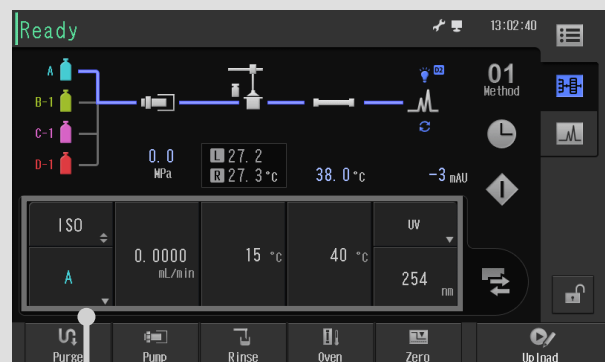 Ready
13:02:40
A
B-1
C-1
D-1
D2
01
Method
0.0
MPa
L 27.2
R 27.3 °c
38.0 °c
-3 mAU
ISO
A
0.0000
mL/min
15 °c
40 °c
UV
254
nm
Purge
Pump
Rinse
Oven
Zero
Upload